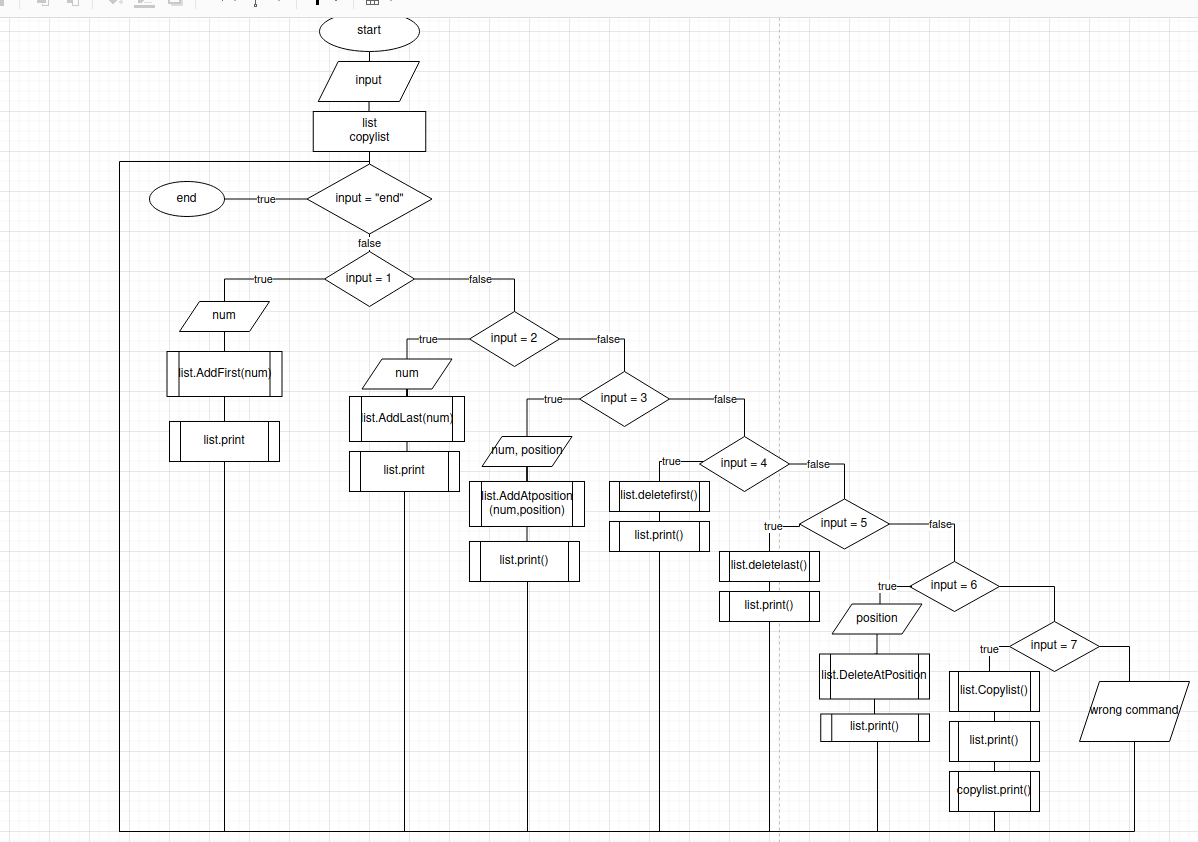 start
input
list
copylist
input = "end"
true
end
false
input = 1
true
false
num
list.AddFirst(num)
list.print
input = 2
true
false
num
list.AddLast(num)
list.print
input = 3
true
false
num, position
list.AddAtposition
(num,position)
list.print()
input = 4
true
false
list.deletefirst()
list.print()
input = 5
true
false
list.deletelast()
list.print()
input = 6
true
position
list.DeleteAtPosition
list.print()
input = 7
true
list.Copylist()
list.print()
copylist.print()
wrong command